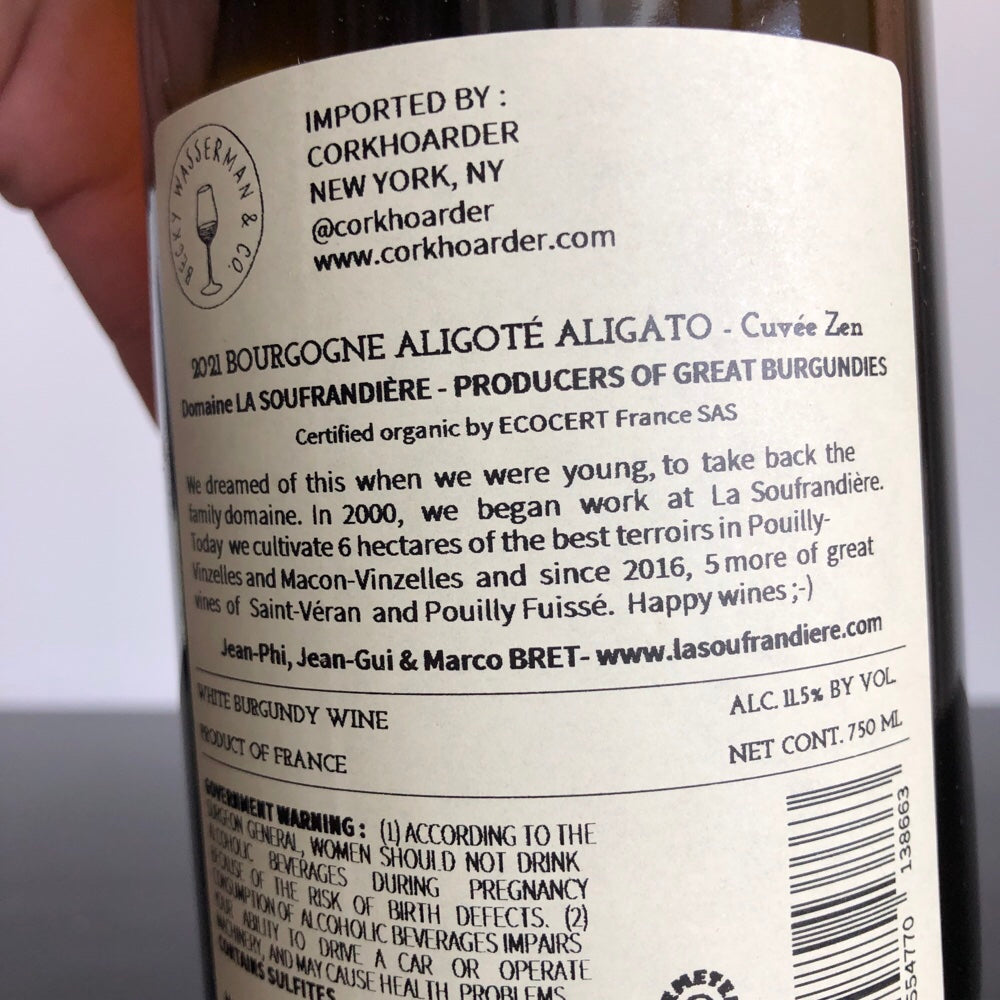 BECKY WASSERMAN & CO.
IMPORTED BY :
CORKHOARDER
NEW YORK, NY
@corkhoarder
www.corkhoarder.com
2021 BOURGOGNE ALIGOTÉ ALIGATO - Cuvée Zen
Domaine LA SOUFRANDIÈRE - PRODUCERS OF GREAT BURGUNDIES
Certified organic by ECOCERT France SAS
We dreamed of this when we were young, to take back the
family domaine. In 2000, we began work at La Soufrandière.
Today we cultivate 6 hectares of the best terroirs in Pouilly-
Vinzelles and Macon-Vinzelles and since 2016, 5 more of great
wines of Saint-Véran and Pouilly Fuissé. Happy wines ;-)
Jean-Phi, Jean-Gui & Marco BRET- www.lasoufrandiere.com
WHITE BURGUNDY WINE
ALC. 11.5% BY VOL
PRODUCT OF FRANCE
NET CONT. 750 ML
GOVERNMENT WARNING : (1) ACCORDING TO THE
SURGEON GENERAL, WOMEN SHOULD NOT DRINK
ALCOHOLIC BEVERAGES DURING PREGNANCY
BECAUSE OF THE RISK OF BIRTH DEFECTS. (2)
CONSUMPTION OF ALCOHOLIC BEVERAGES IMPAIRS
YOUR ABILITY TO DRIVE A CAR OR OPERATE
MACHINERY, AND MAY CAUSE HEALTH PROBLEMS.
CONTAINS SULFITES
554770 138663